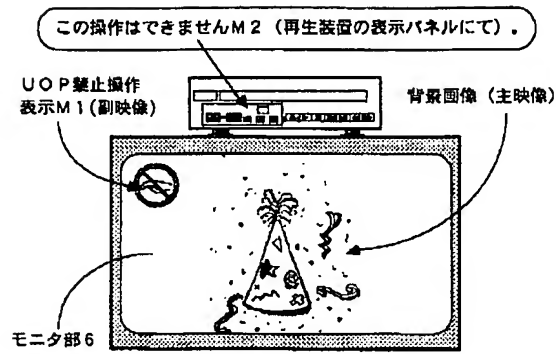 この操作はできませんM2(再生装置の表示パネルにて)。
UOP禁止操作
表示M1(副映像)
背景画像(主映像)
モニタ部6